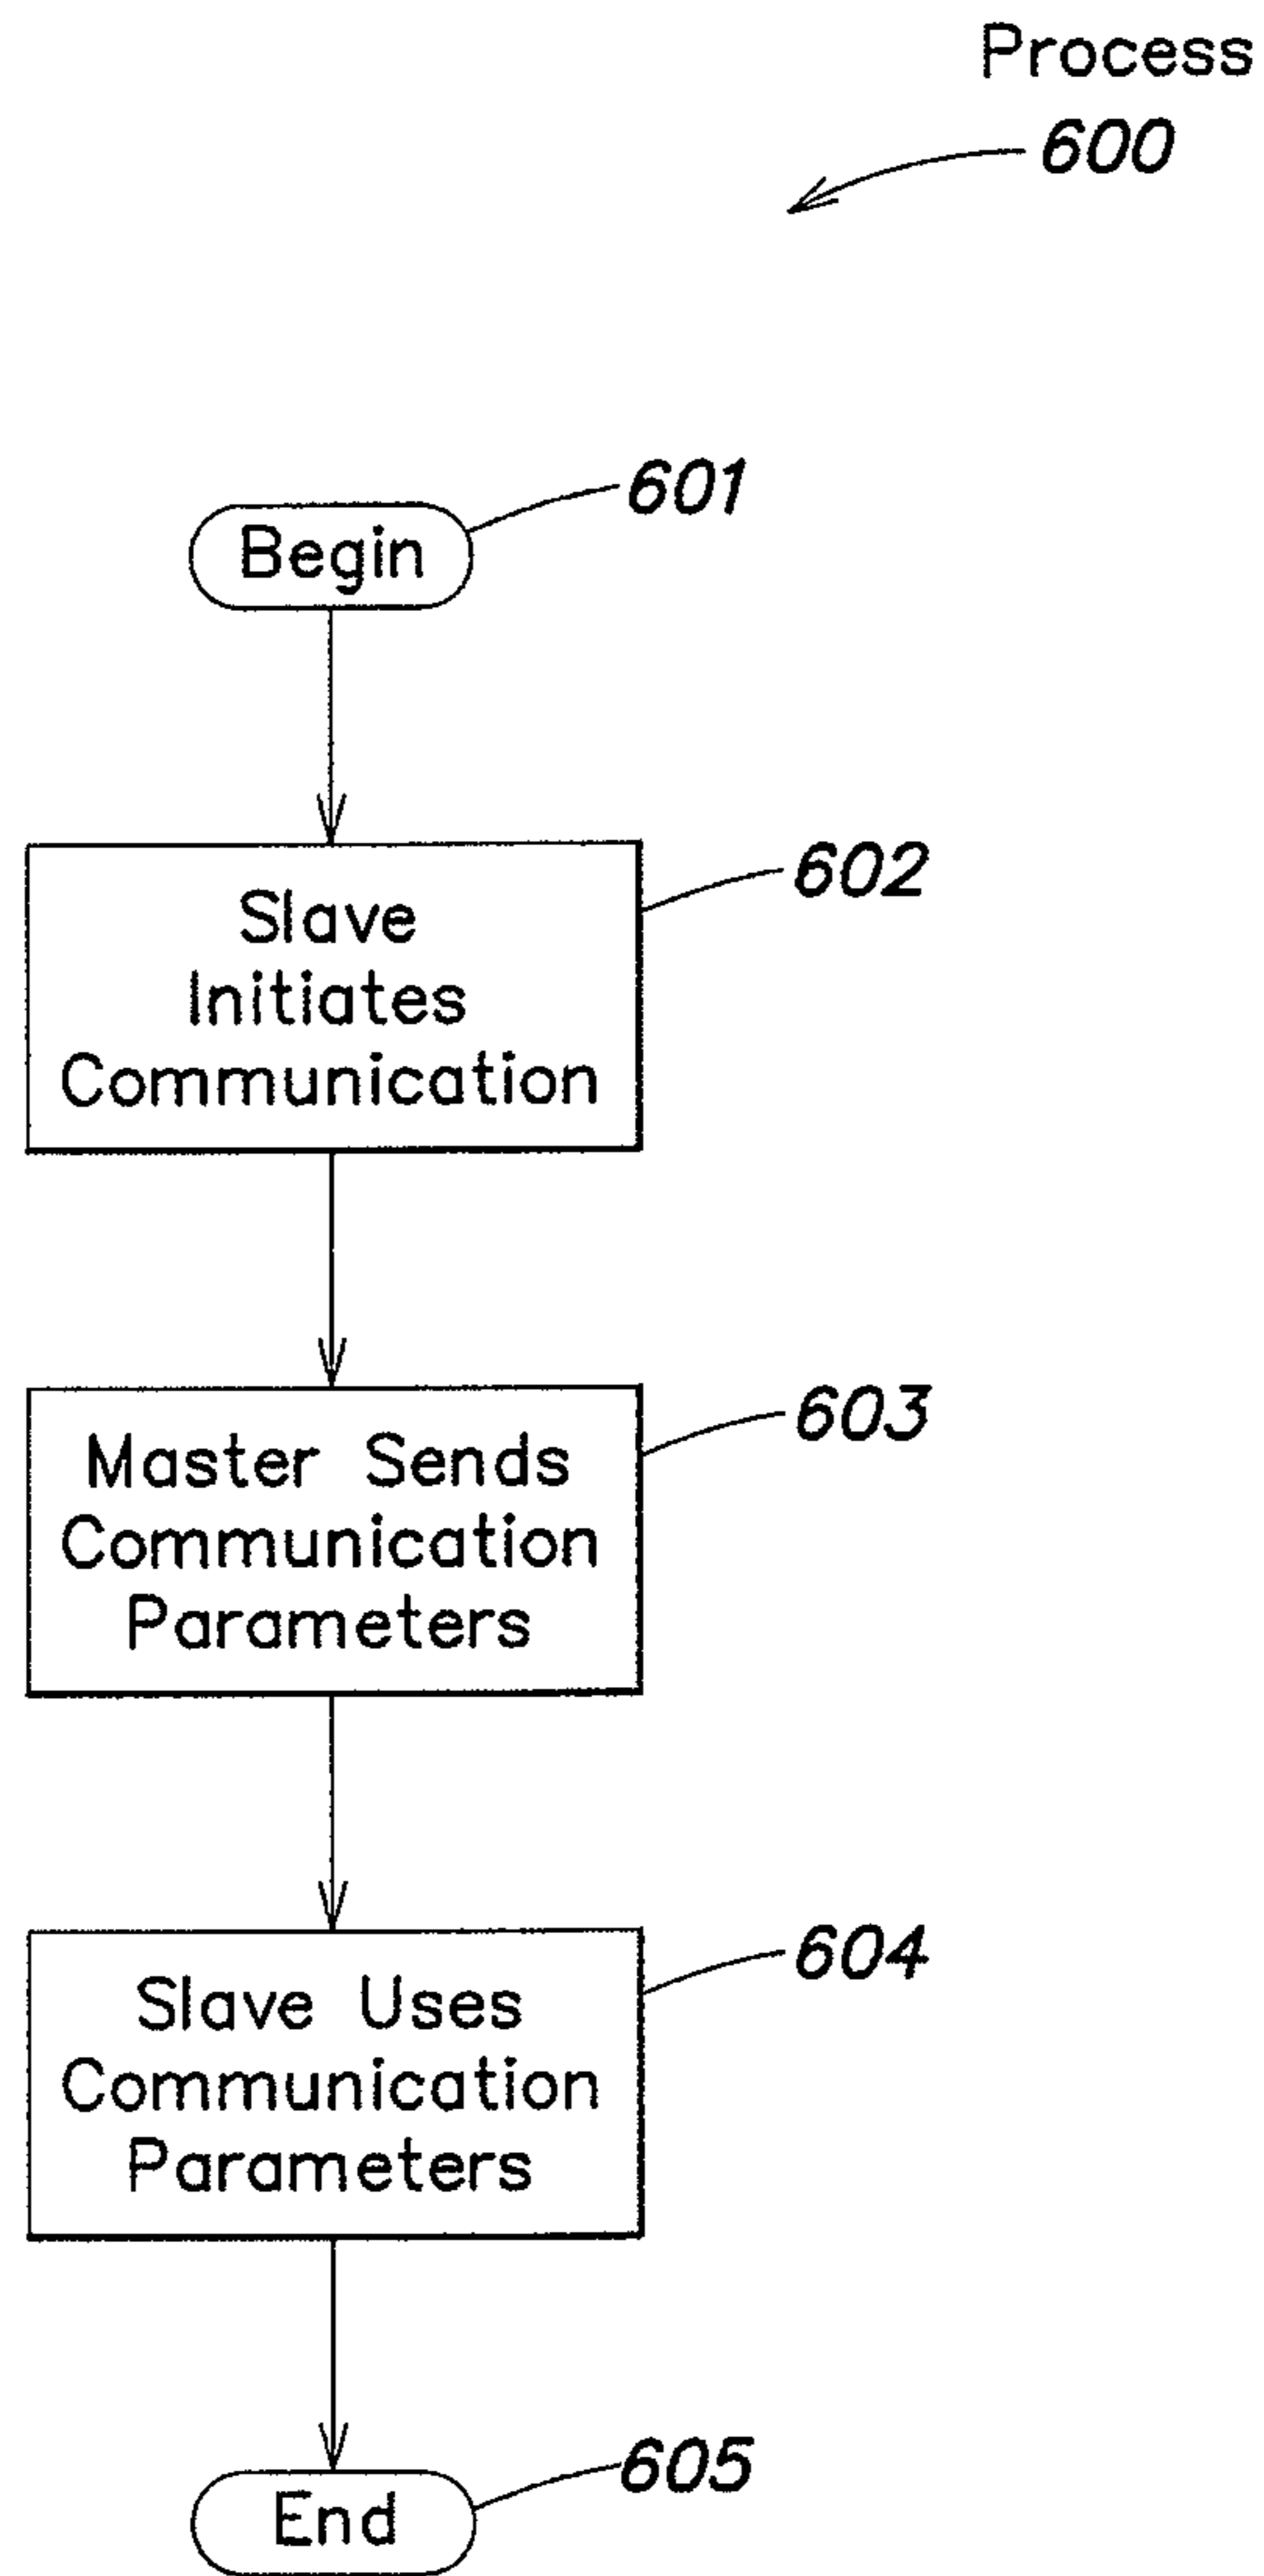 Process
600
601
Begin
602
Slave
Initiates
Communication
603
Master Sends
Communication
Parameters
604
Slave Uses
Communication
Parameters
605
End